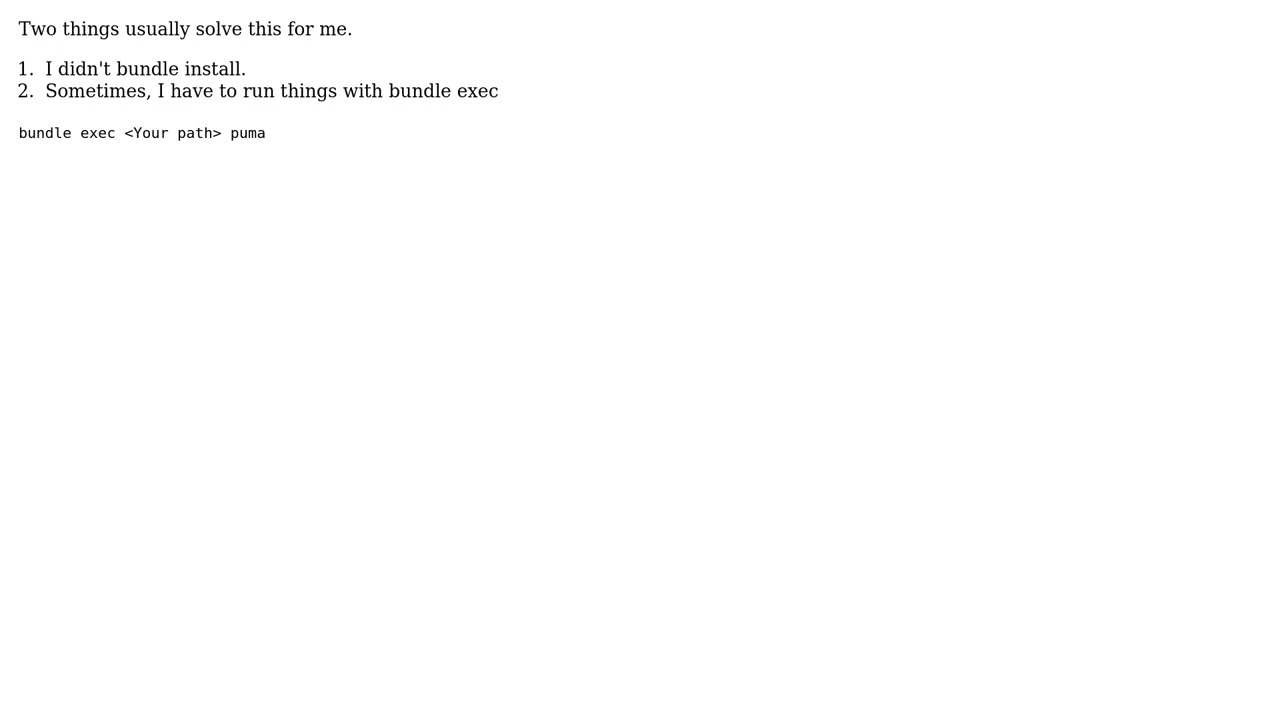 Two things usually solve this for me.
1. I didn't bundle install.
2. Sometimes, I have to run things with bundle exec
bundle exec <Your path> puma